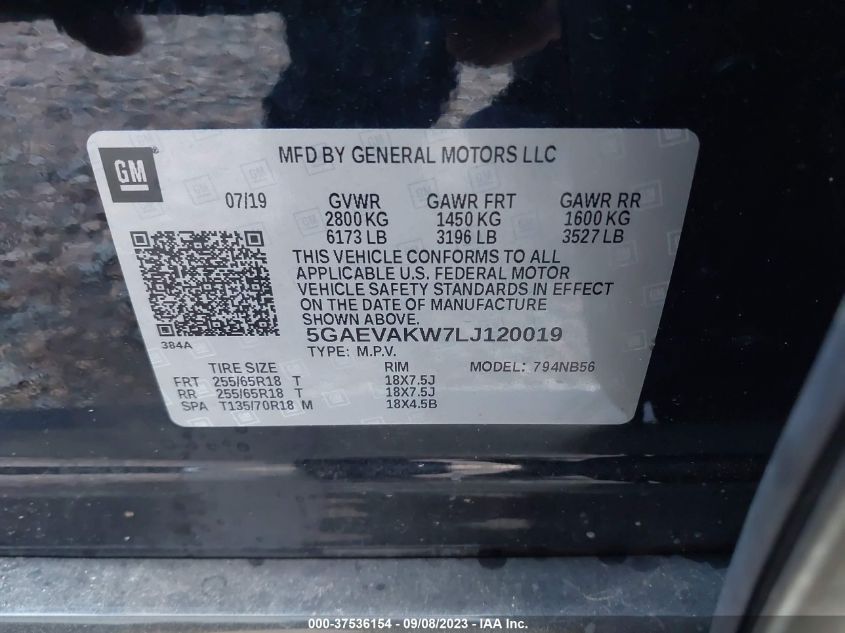 GM
MFD BY GENERAL MOTORS LLC
07/19 GVWR GAWR FRT GAWR RR
2800 KG 1450 KG 1600 KG
6173 LB 3196 LB 3527 LB
THIS VEHICLE CONFORMS TO ALL
APPLICABLE U.S. FEDERAL MOTOR
VEHICLE SAFETY STANDARDS IN EFFECT
ON THE DATE OF MANUFACTURE
SHOWN ABOVE.
384A
5GAEVAKW7LJ120019
TYPE: M.P.V. MODEL: 794NB56
TIRE SIZE RIM
FRT 255/65R18 T 18X7.5J
RR 255/65R18 T 18X7.5J
SPA T135/70R18 M 18X4.5B
000-37536154 - 09/08/2023 - © IAA Inc.